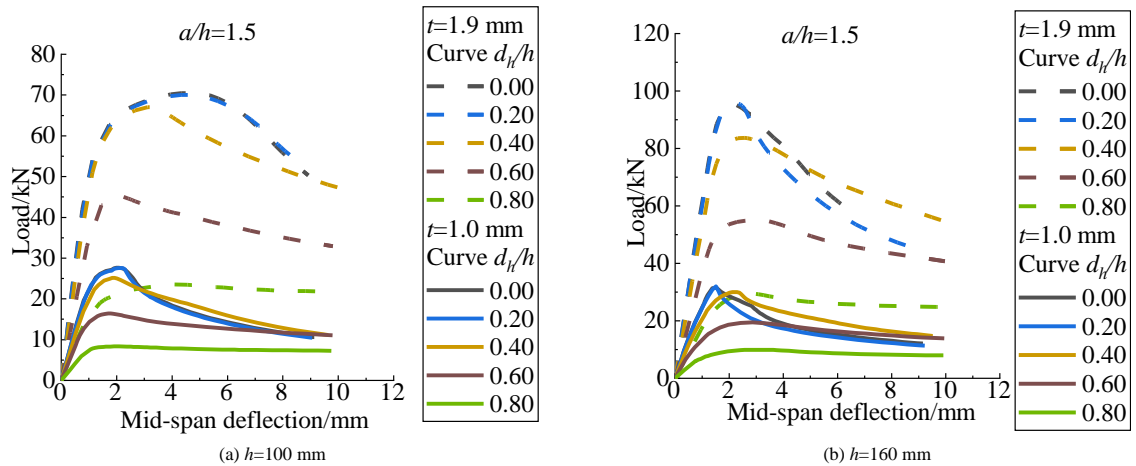 a/h=1.5
80
70
60
50
40
30
20
10
0
Load/kN
0 2 4 6 8 10 12
Mid-span deflection/mm
t=1.9 mm
Curve d_h/h
0.00
0.20
0.40
0.60
0.80
t=1.0 mm
Curve d_h/h
0.00
0.20
0.40
0.60
0.80
(a) h=100 mm
a/h=1.5
120
100
80
60
40
20
0
Load/kN
0 2 4 6 8 10 12
Mid-span deflection/mm
t=1.9 mm
Curve d_h/h
0.00
0.20
0.40
0.60
0.80
t=1.0 mm
Curve d_h/h
0.00
0.20
0.40
0.60
0.80
(b) h=160 mm